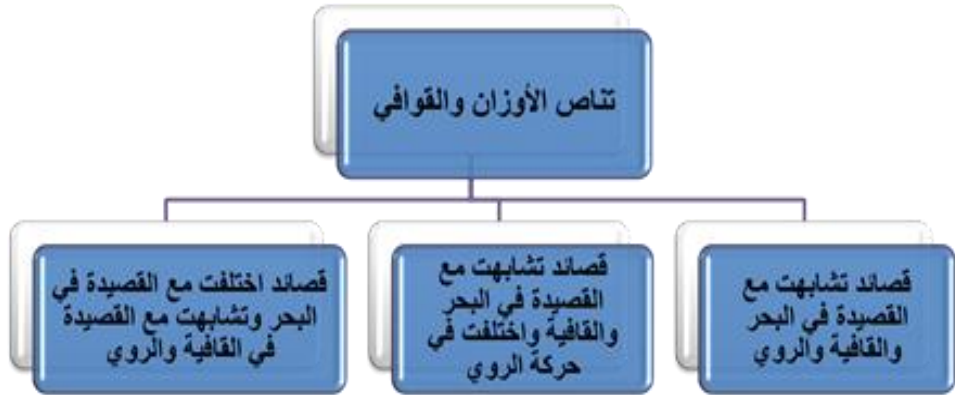 تناص الأوزان والقوافي
قصائد تشابهت مع
القصيدة في البحر
والقافية والروي
قصائد تشابهت مع
القصيدة في البحر
والقافية واختلفت في
حركة الروي
قصائد اختلفت مع القصيدة في
البحر وتشابهت مع القصيدة
في القافية والروي